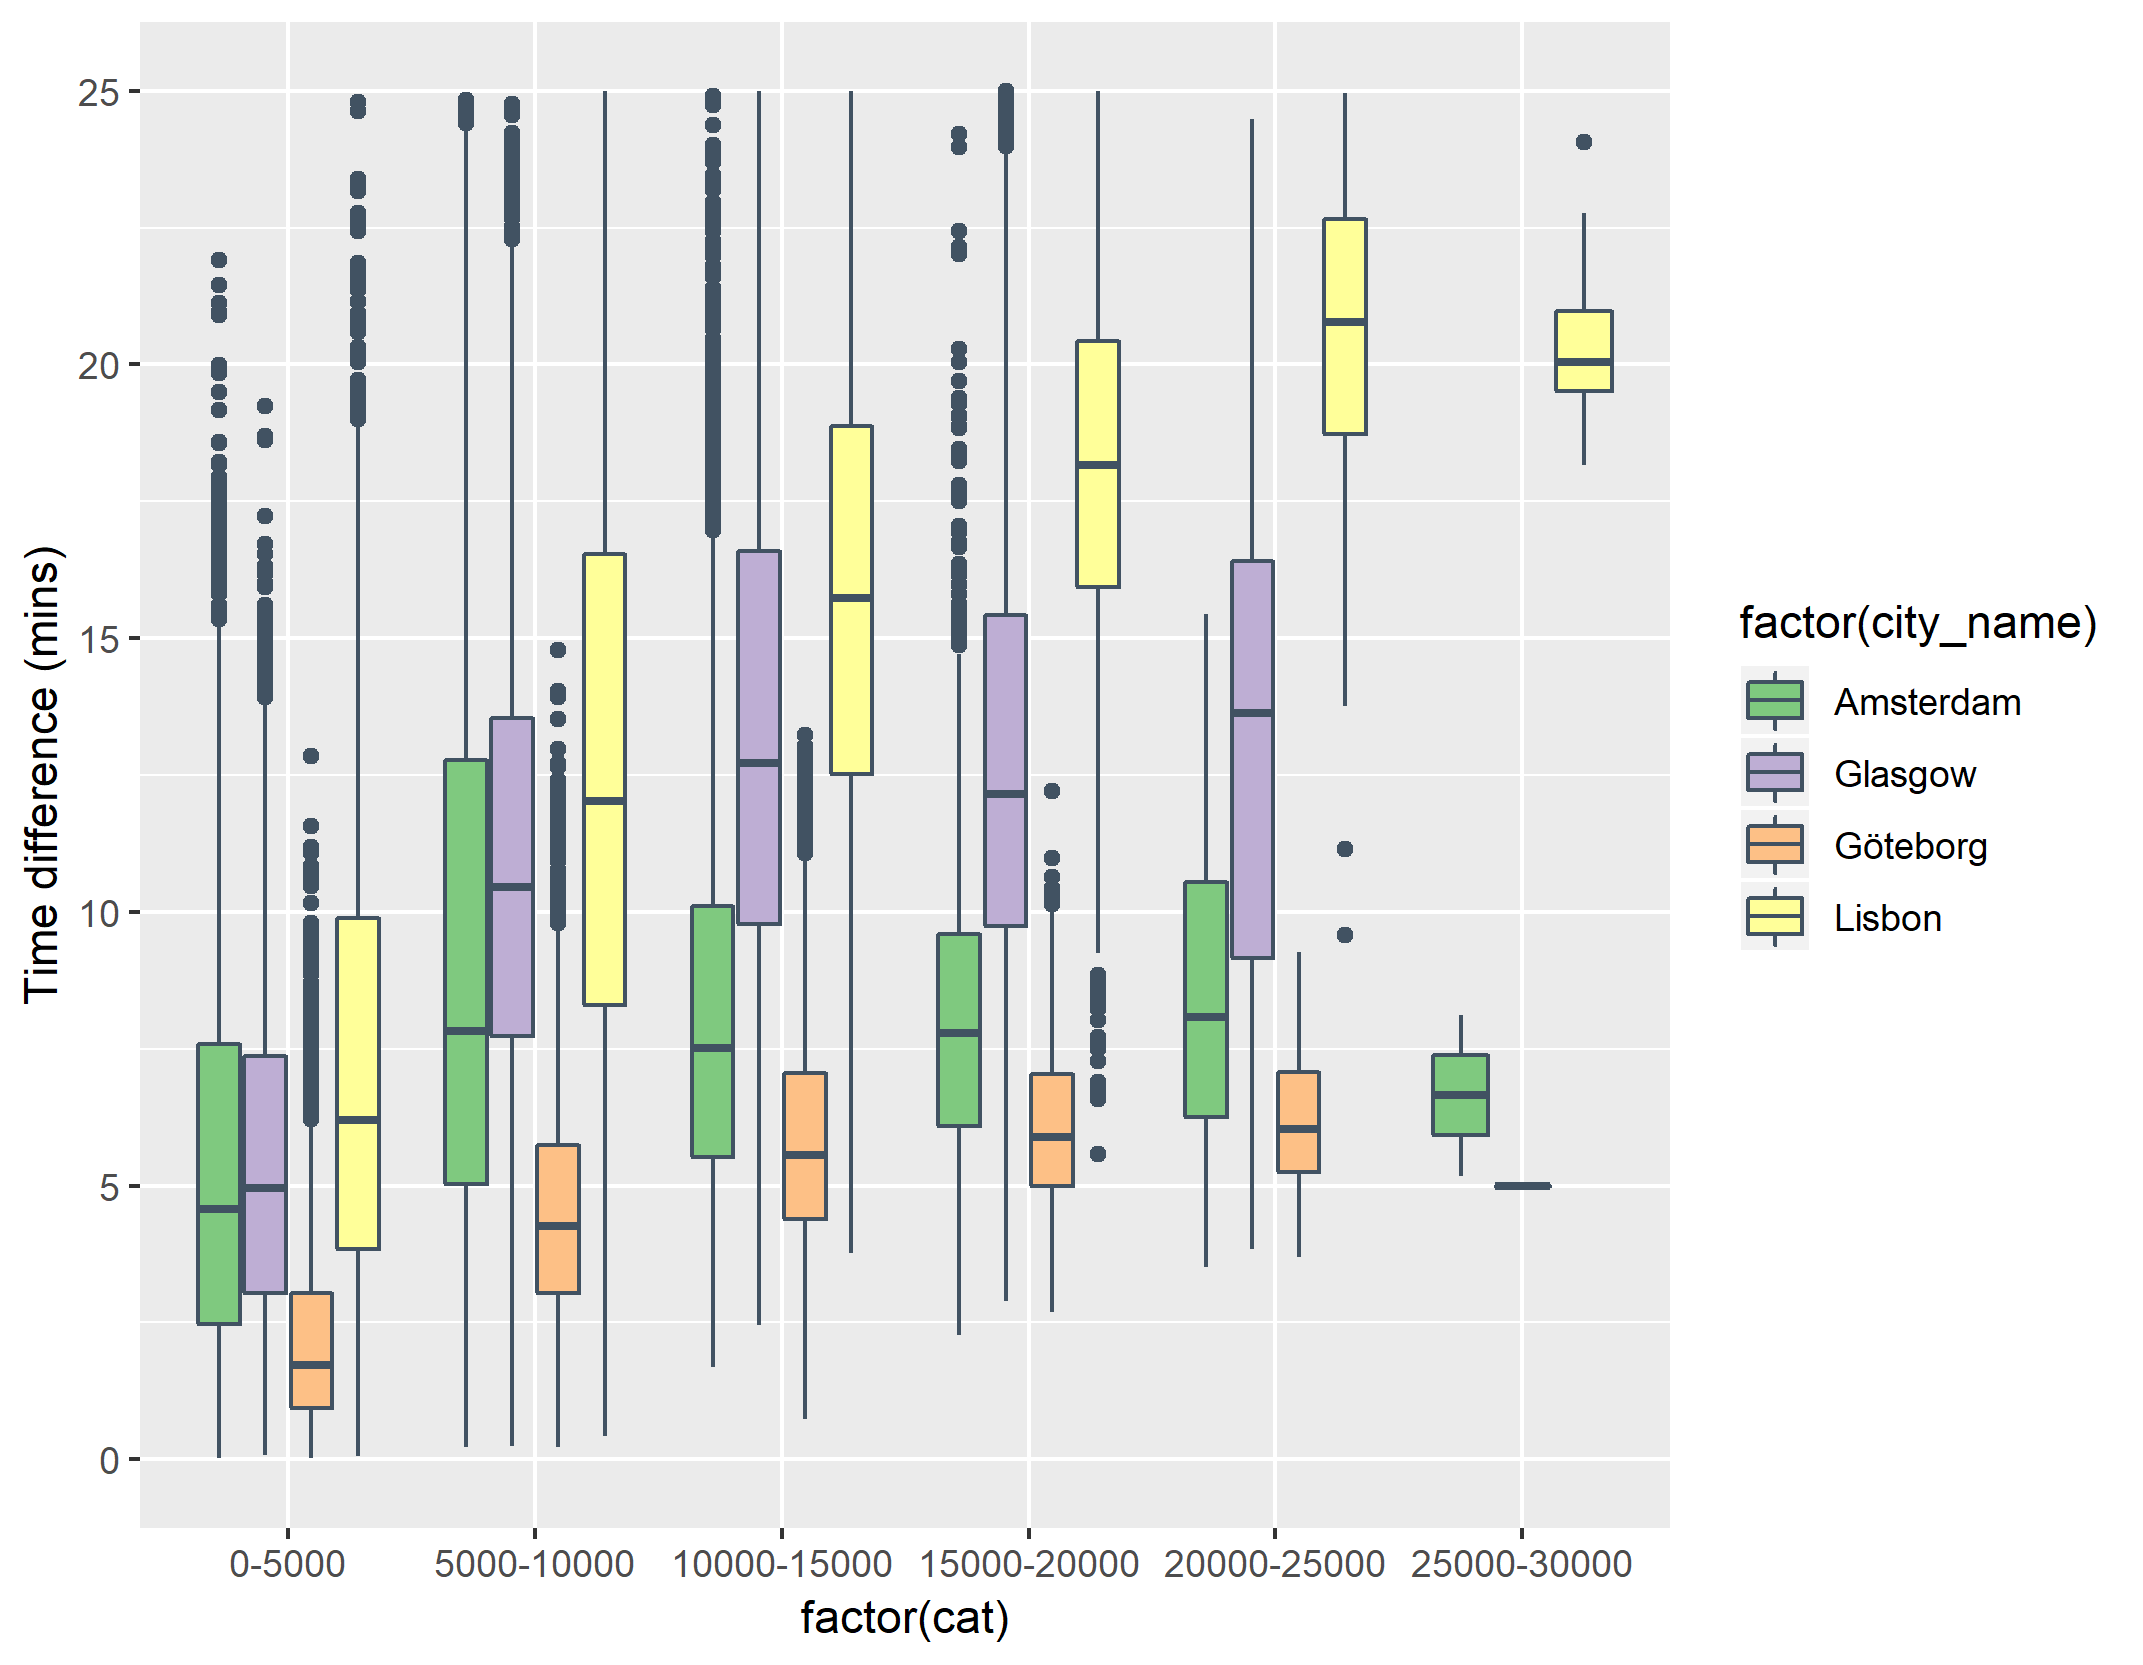 Time difference (mins)
25
20
15
10
5
0
0-5000 5000-10000 10000-15000 15000-20000 20000-25000 25000-30000
factor(cat)
factor(city_name)
Amsterdam
Glasgow
Göteborg
Lisbon